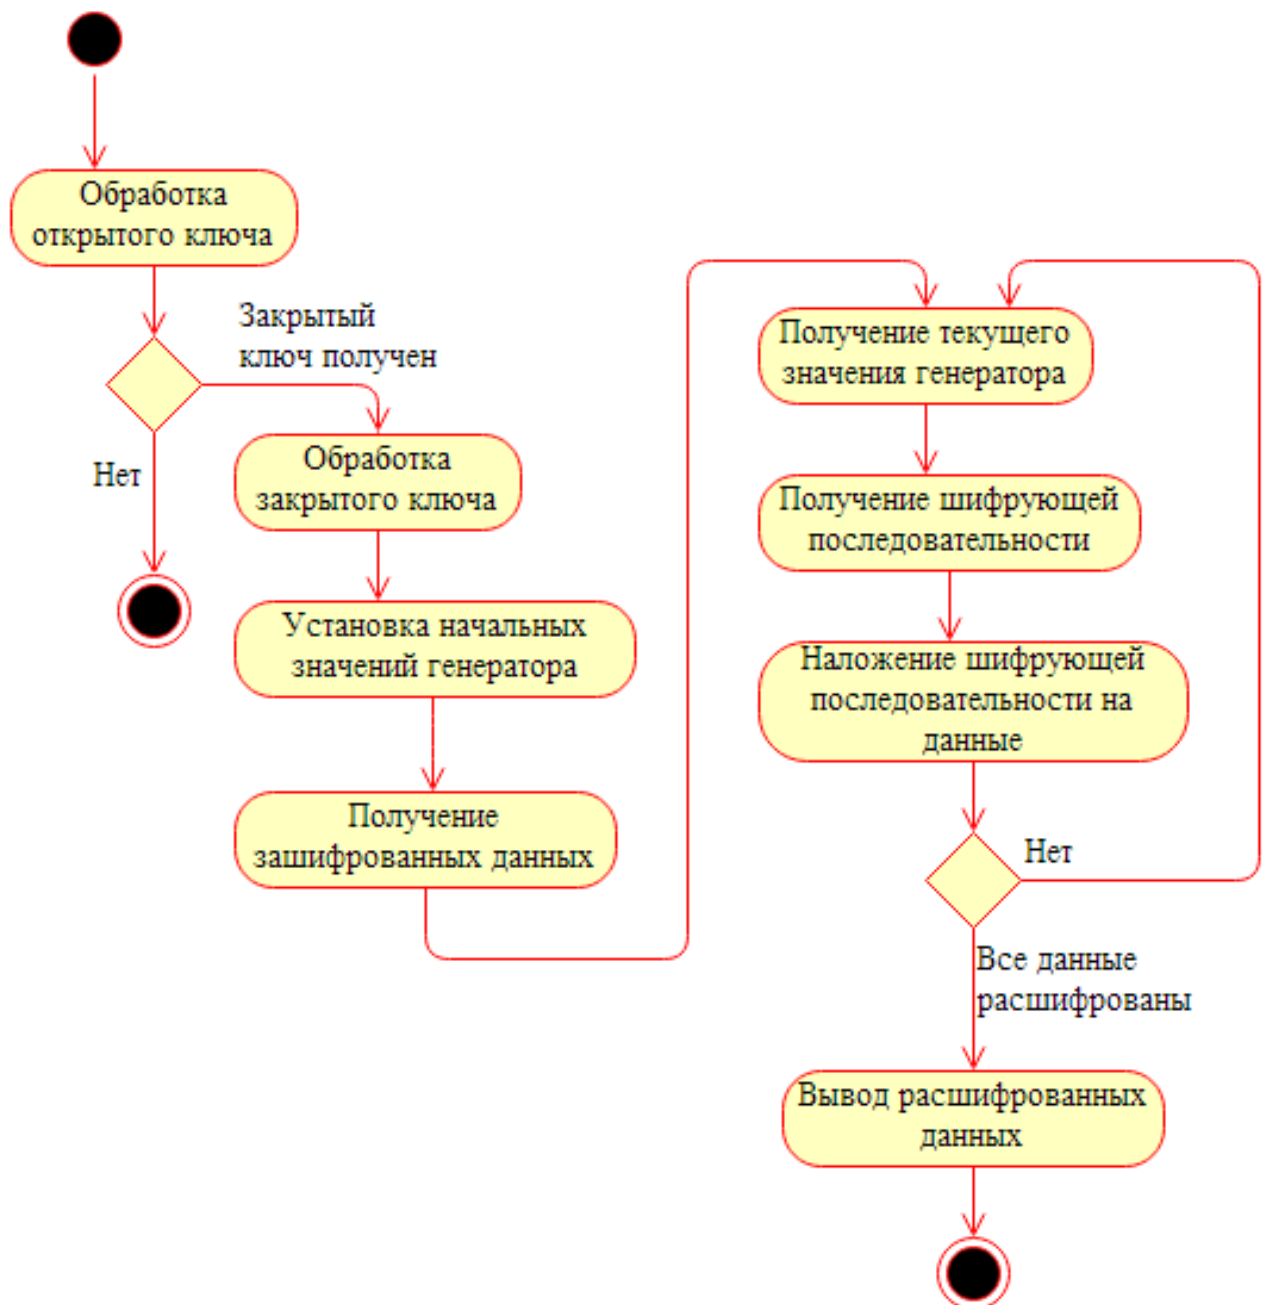 Обработка
открытого ключа
Закрытый
ключ получен
Нет
Обработка
закрытого ключа
Установка начальных
значений генератора
Получение
зашифрованных данных
Получение текущего
значения генератора
Получение шифрующей
последовательности
Наложение шифрующей
последовательности на
данные
Нет
Все данные
расшифрованы
Вывод расшифрованных
данных